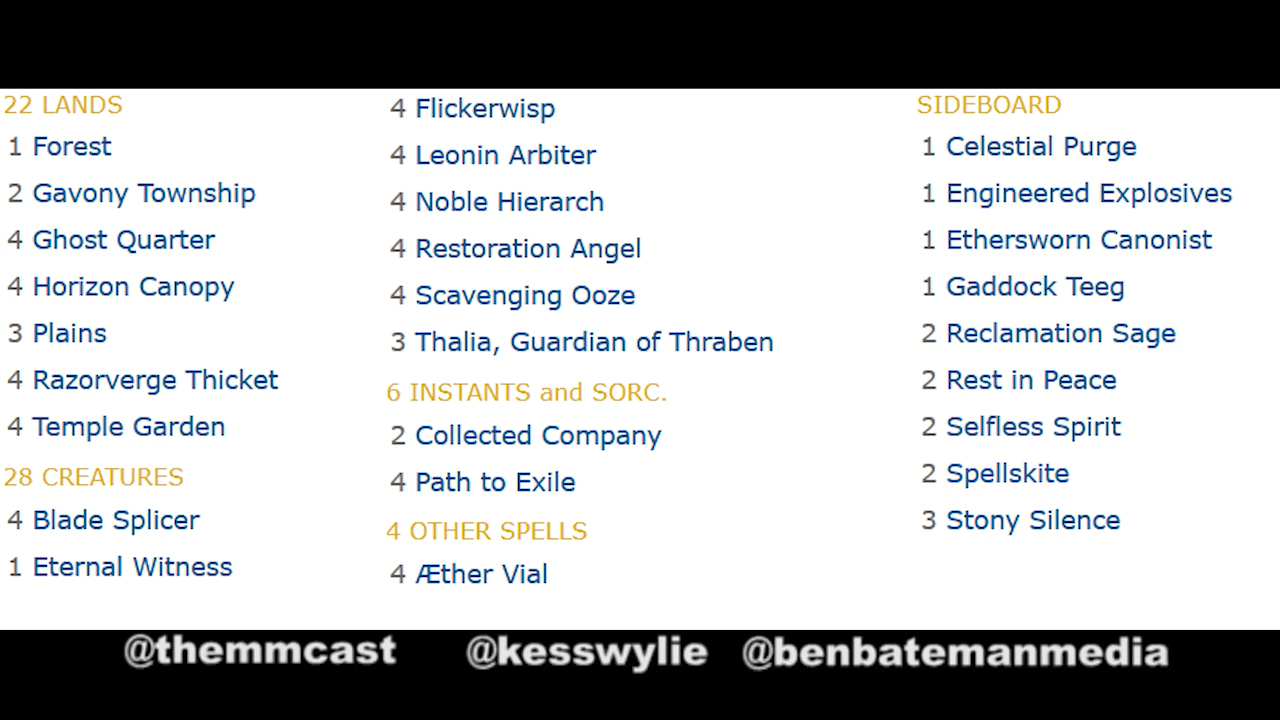 22 LANDS
1 Forest
2 Gavony Township
4 Ghost Quarter
4 Horizon Canopy
3 Plains
4 Razorverge Thicket
4 Temple Garden
28 CREATURES
4 Blade Splicer
1 Eternal Witness
4 Flickerwisp
4 Leonin Arbiter
4 Noble Hierarch
4 Restoration Angel
4 Scavenging Ooze
3 Thalia, Guardian of Thraben
6 INSTANTS and SORC.
2 Collected Company
4 Path to Exile
4 OTHER SPELLS
4 Æther Vial
SIDEBOARD
1 Celestial Purge
1 Engineered Explosives
1 Ethersworn Canonist
1 Gaddock Teeg
2 Reclamation Sage
2 Rest in Peace
2 Selfless Spirit
2 Spellskite
3 Stony Silence
@themmcast @kesswylie @benbatemanmedia